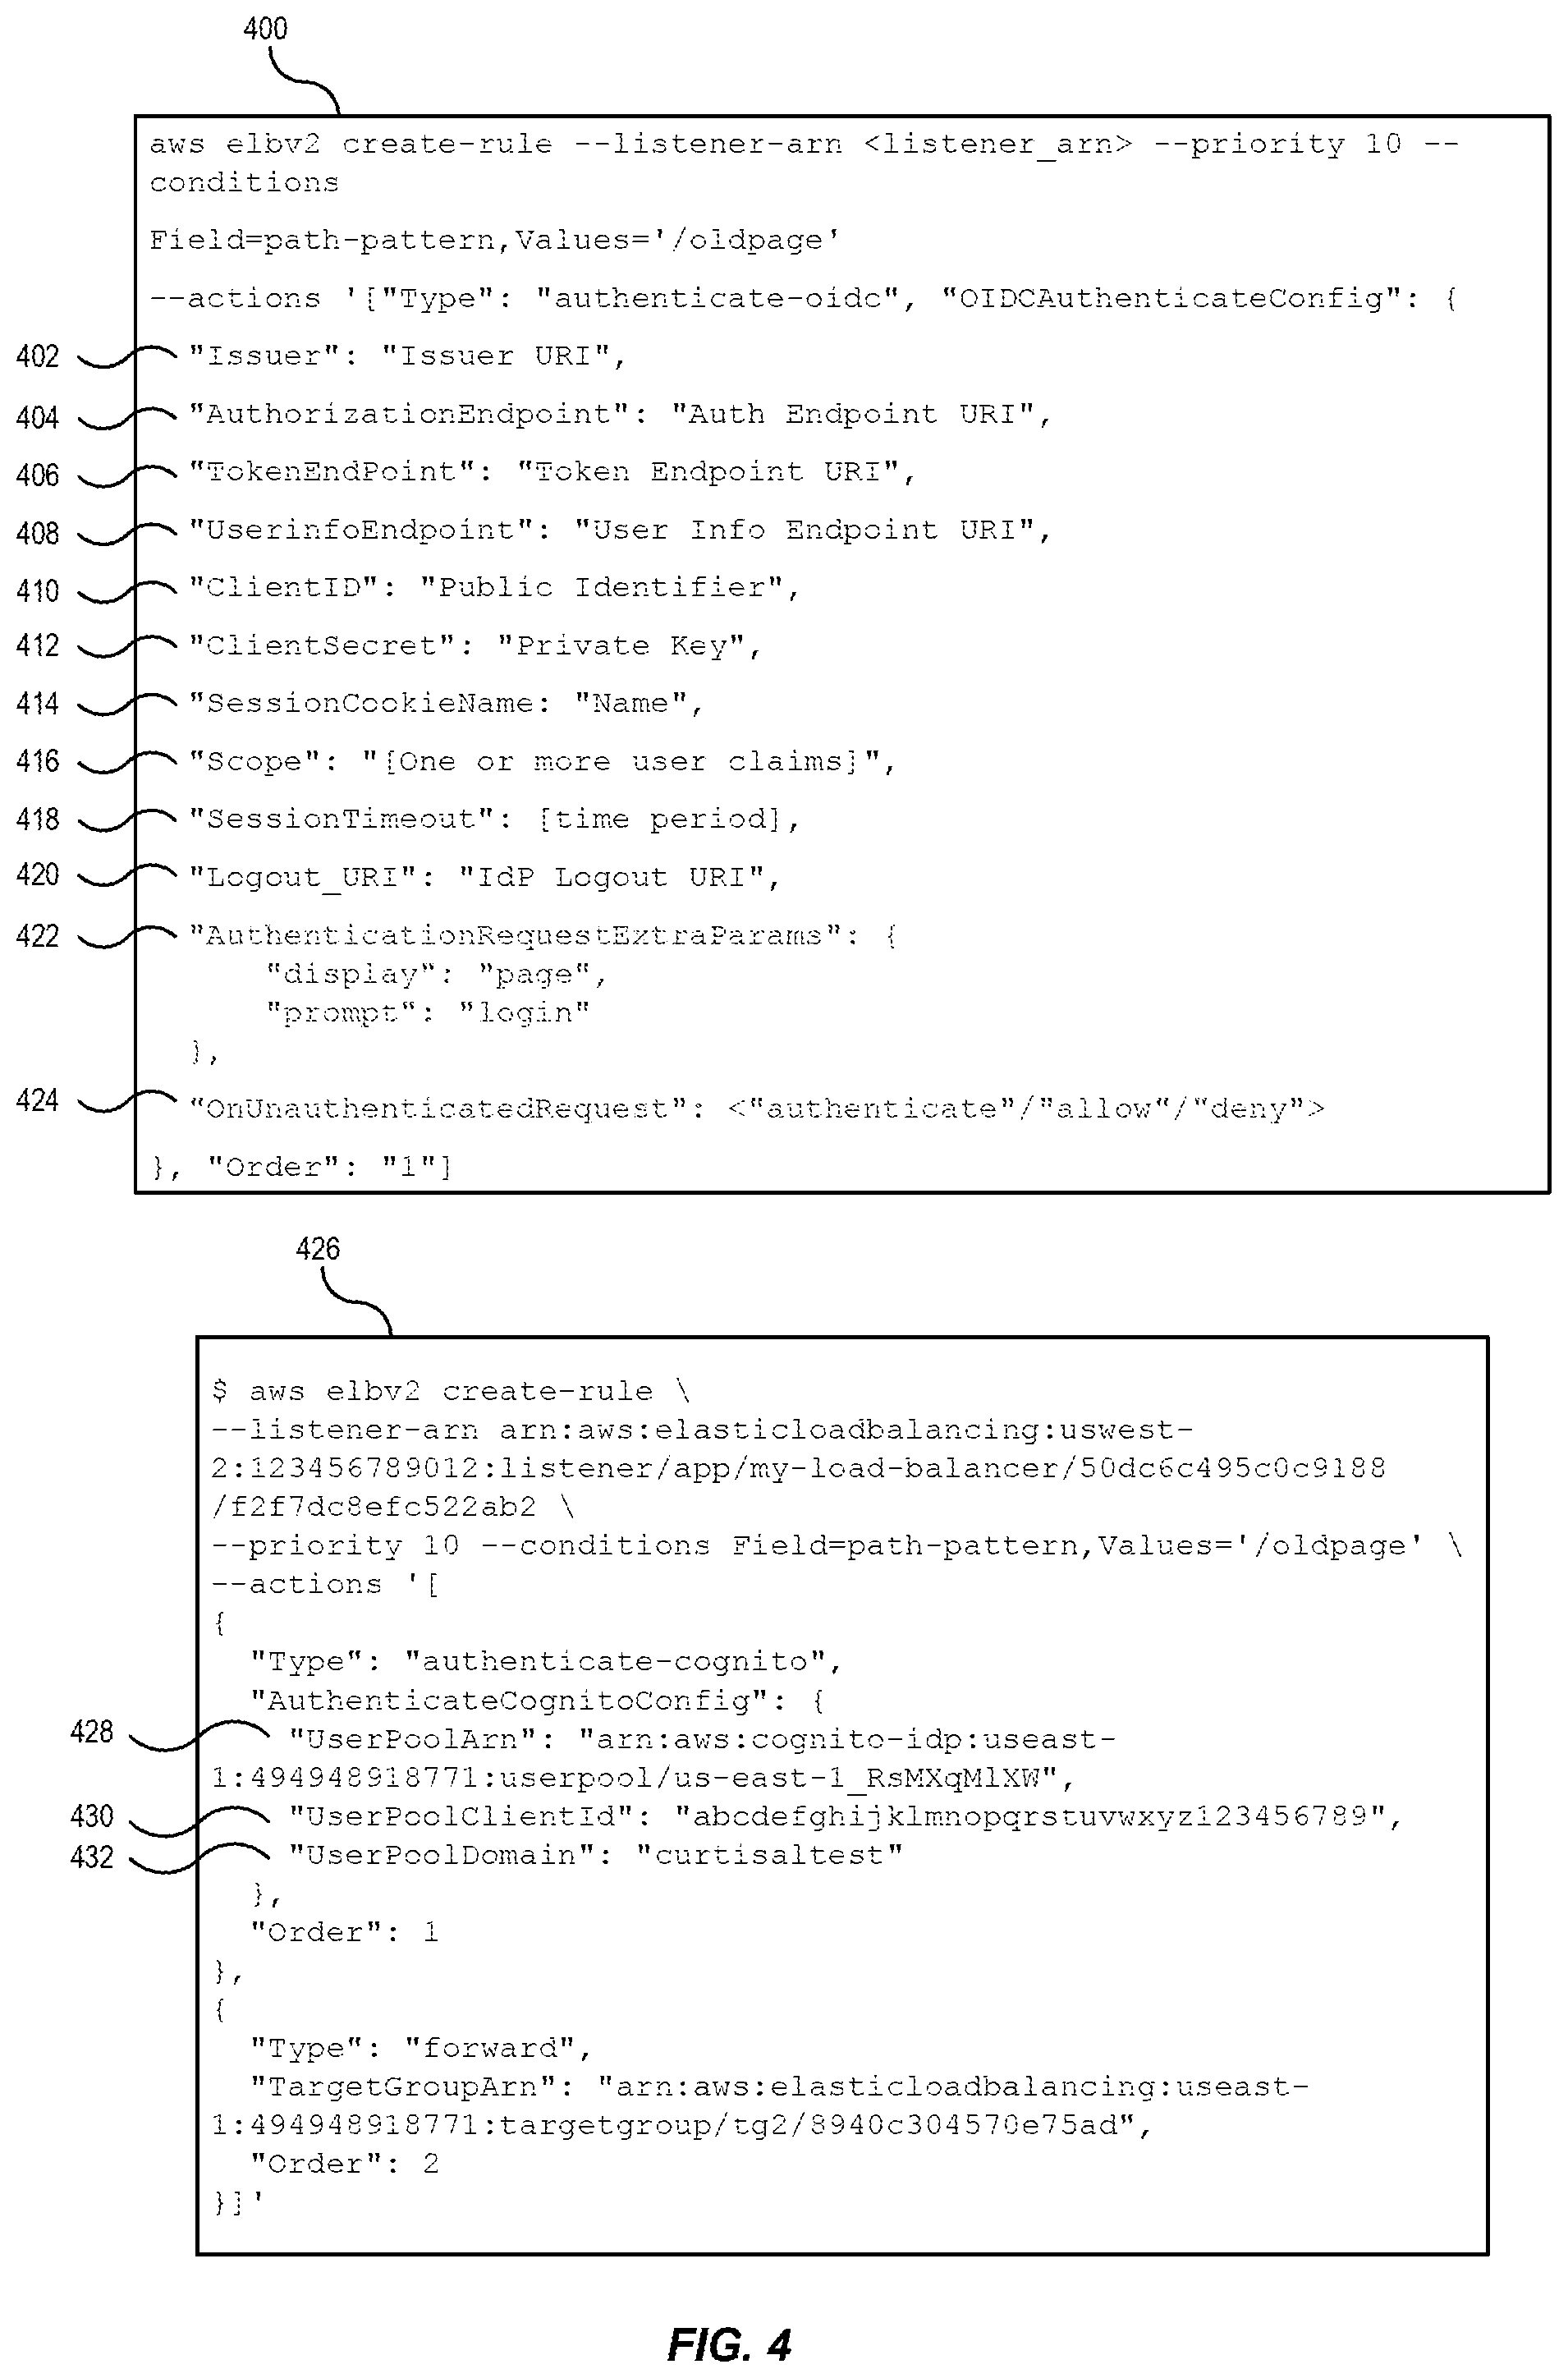 400
aws elbv2 create-rule --listener-arn <listener_arn> --priority 10 --
conditions
Field=path-pattern,Values='/oldpage'
--actions '["Type": "authenticate-oidc", "OIDCAuthenticateConfig": {
402 "Issuer": "Issuer URI",
404 "AuthorizationEndpoint": "Auth Endpoint URI",
406 "TokenEndPoint": "Token Endpoint URI",
408 "UserinfoEndpoint": "User Info Endpoint URI",
410 "ClientID": "Public Identifier",
412 "ClientSecret": "Private Key",
414 "SessionCookieName: "Name",
416 "Scope": "[One or more user claims]",
418 "SessionTimeout": [time period],
420 "Logout_URI": "IdP Logout URI",
422 "AuthenticationRequestExtraParams": {
"display": "page",
"prompt": "login"
},
424 "OnUnauthenticatedRequest": <"authenticate"/"allow"/"deny">
}, "Order": "1"]
426
$ aws elbv2 create-rule \
--listener-arn arn:aws:elasticloadbalancing:uswest-
2:123456789012:listener/app/my-load-balancer/50dc6c495c0c9188
/f2f7dc8efc522ab2 \
--priority 10 --conditions Field=path-pattern,Values='/oldpage' \
--actions '[
{
"Type": "authenticate-cognito",
"AuthenticateCognitoConfig": {
428 "UserPoolArn": "arn:aws:cognito-idp:useast-
1:494948918771:userpool/us-east-1_RsMXqMlXW",
430 "UserPoolClientId": "abcdefghijklmnopqrstuvwxyz123456789",
432 "UserPoolDomain": "curtisaltest"
},
"Order": 1
},
{
"Type": "forward",
"TargetGroupArn": "arn:aws:elasticloadbalancing:useast-
1:494948918771:targetgroup/tg2/8940c304570e75ad",
"Order": 2
}]'
FIG. 4